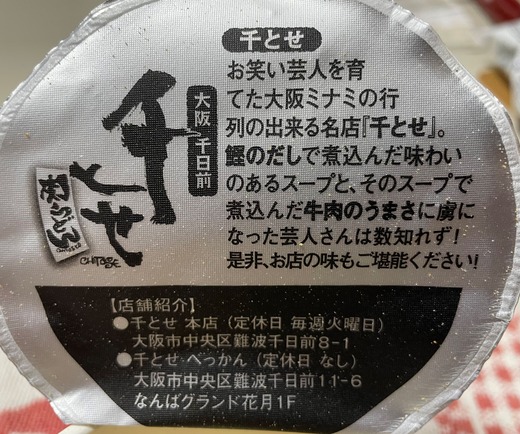 千とせ
お笑い芸人を育
てた大阪ミナミの行
列の出来る名店『千とせ』。
鰹のだしで煮込んだ味わい
のあるスープと、そのスープで
煮込んだ牛肉のうまさに虜に
なった芸人さんは数知れず!
是非、お店の味もご堪能ください!
大阪・千日前
千とせ
肉うどん
CHITOSE
【店舗紹介】
●千とせ 本店(定休日 毎週火曜日)
大阪市中央区難波千日前8-1
●千とせ べっかん(定休日 なし)
大阪市中央区難波千日前11-6
なんばグランド花月1F